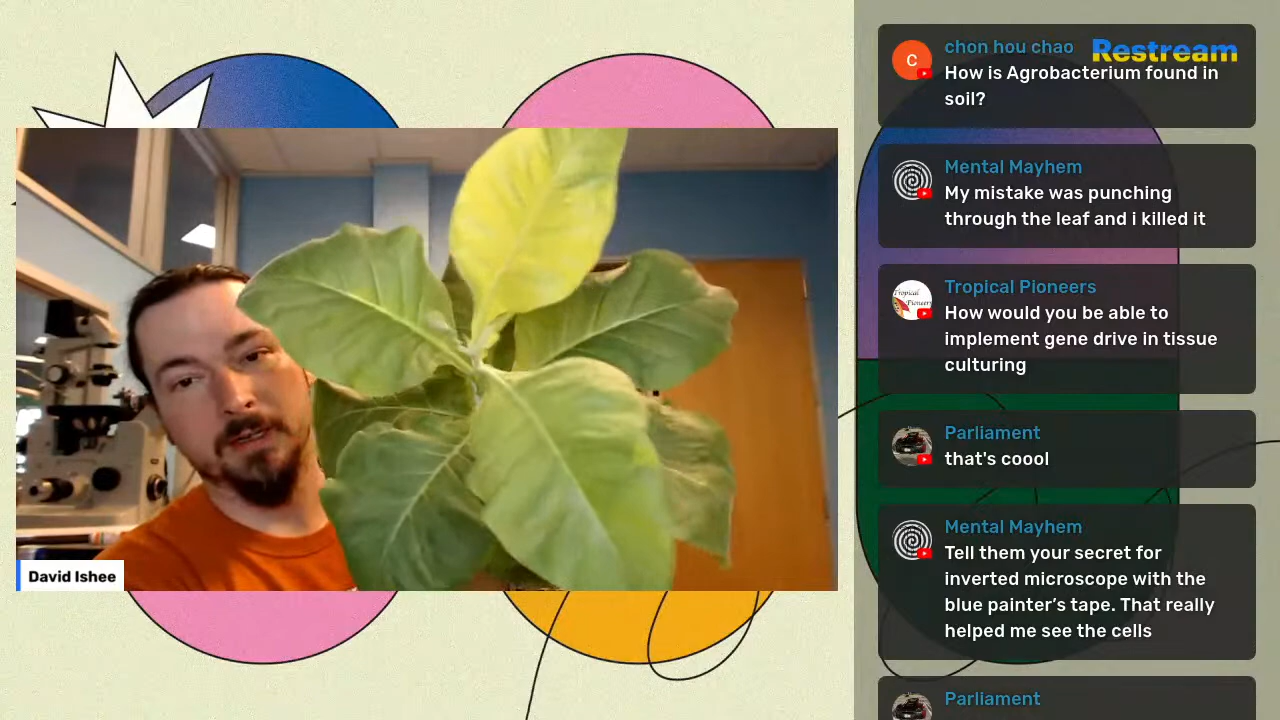 chon hou chao
Restream
How is Agrobacterium found in
soil?
Mental Mayhem
My mistake was punching
through the leaf and i killed it
Tropical Pioneers
How would you be able to
implement gene drive in tissue
culturing
Parliament
that's coool
Mental Mayhem
Tell them your secret for
inverted microscope with the
blue painter's tape. That really
helped me see the cells
Parliament
David Ishee
C
Tropical
Pioneers